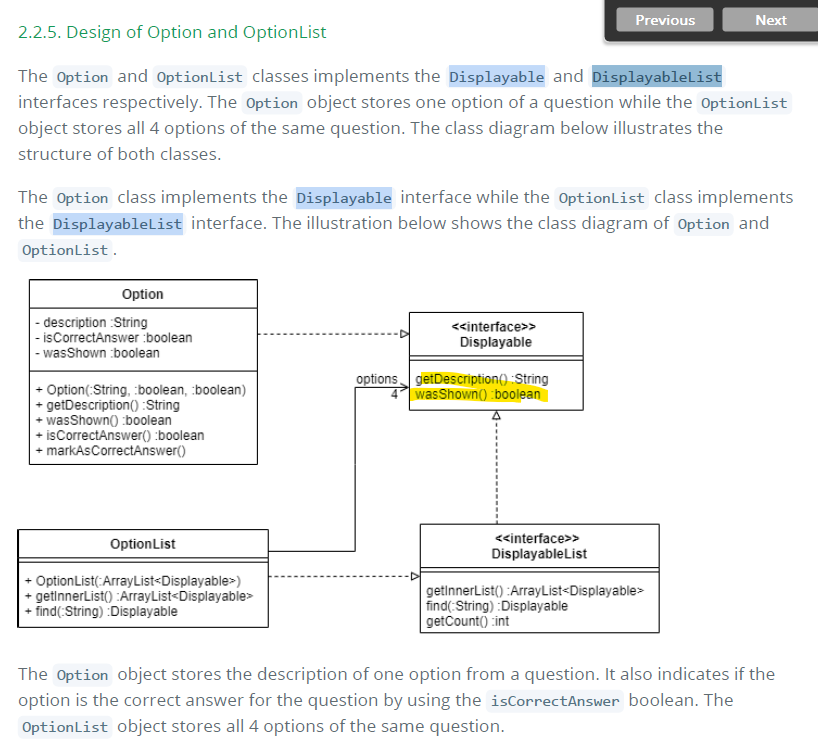 Previous
Next
2.2.5. Design of Option and OptionList
The Option and OptionList classes implements the Displayable and DisplayableList
interfaces respectively. The Option object stores one option of a question while the OptionList
object stores all 4 options of the same question. The class diagram below illustrates the
structure of both classes.
The Option class implements the Displayable interface while the OptionList class implements
the DisplayableList interface. The illustration below shows the class diagram of Option and
OptionList.
Option
- description :String
- isCorrectAnswer :boolean
- wasShown :boolean
+ Option(:String, :boolean, :boolean)
+ getDescription() :String
+ wasShown() :boolean
+ isCorrectAnswer() :boolean
+ markAsCorrectAnswer()
<<interface>>
Displayable
getDescription() :String
wasShown() :boolean
options
4
OptionList
+ OptionList(:ArrayList<Displayable>)
+ getInnerList() :ArrayList<Displayable>
+ find(:String) :Displayable
<<interface>>
DisplayableList
getInnerList() :ArrayList<Displayable>
find(:String) :Displayable
getCount() :int
The Option object stores the description of one option from a question. It also indicates if the
option is the correct answer for the question by using the isCorrectAnswer boolean. The
OptionList object stores all 4 options of the same question.